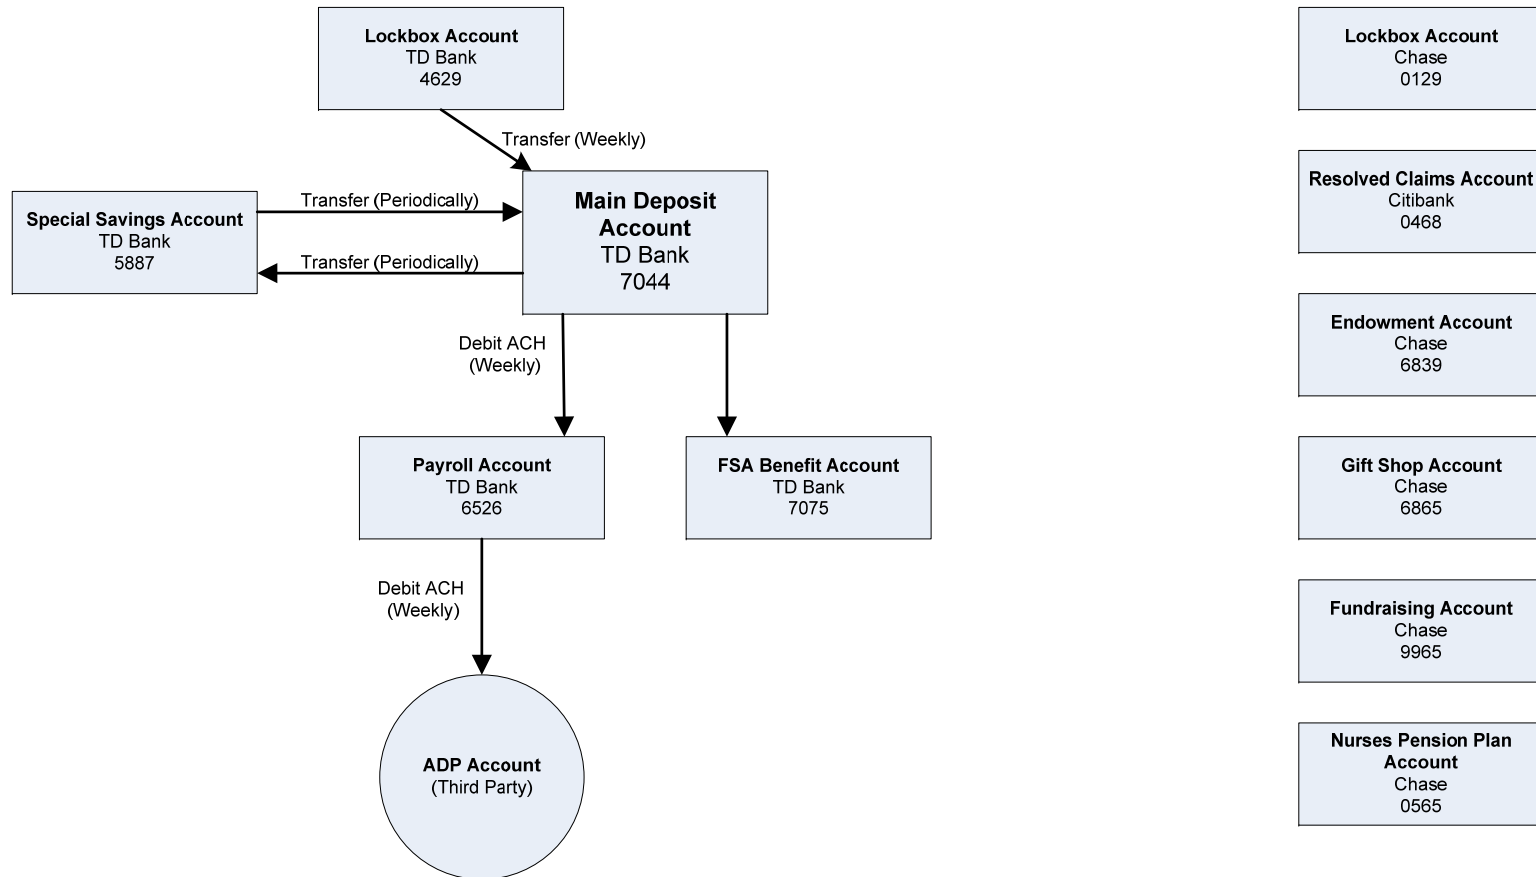 Lockbox Account
TD Bank
4629
Transfer (Weekly)
Special Savings Account
TD Bank
5887
Transfer (Periodically)
Transfer (Periodically)
Main Deposit
Account
TD Bank
7044
Debit ACH
(Weekly)
Payroll Account
TD Bank
6526
FSA Benefit Account
TD Bank
7075
Debit ACH
(Weekly)
ADP Account
(Third Party)
Lockbox Account
Chase
0129
Resolved Claims Account
Citibank
0468
Endowment Account
Chase
6839
Gift Shop Account
Chase
6865
Fundraising Account
Chase
9965
Nurses Pension Plan
Account
Chase
0565